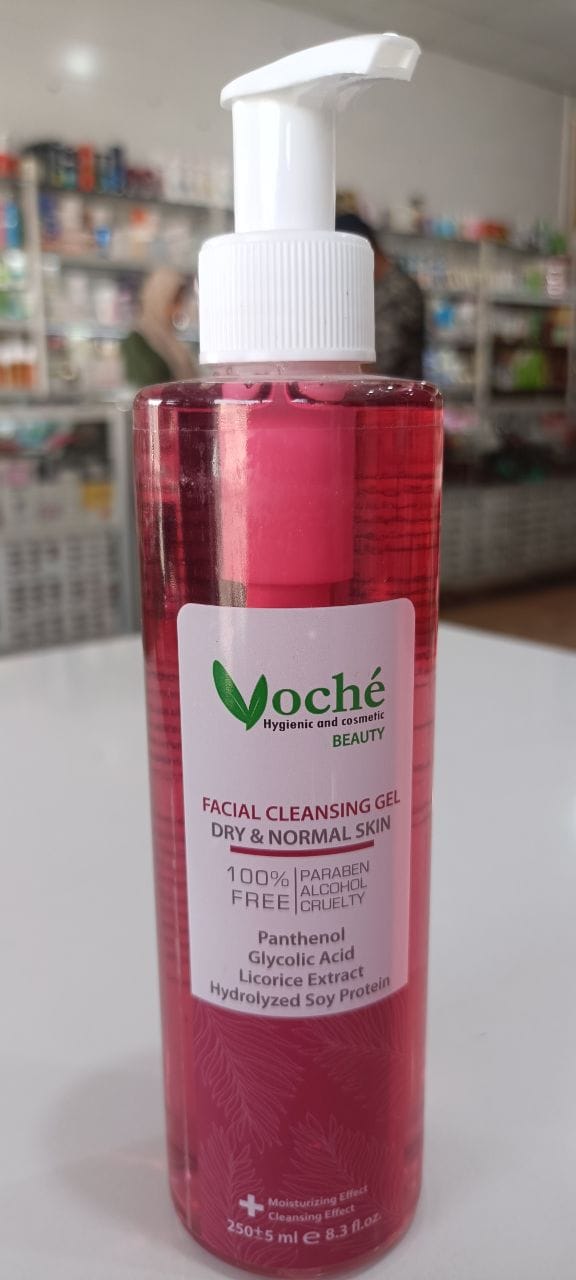 Voché
Hygienic and cosmetic
BEAUTY
FACIAL CLEANSING GEL
DRY & NORMAL SKIN
100% FREE
PARABEN
ALCOHOL
CRUELTY
Panthenol
Glycolic Acid
Licorice Extract
Hydrolyzed Soy Protein
Moisturizing Effect
Cleansing Effect
250±5 ml e 8.3 fl.oz.